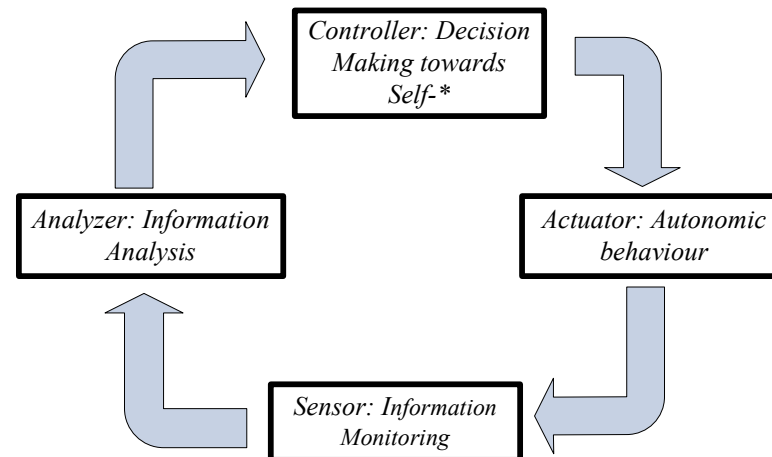 Controller: Decision
Making towards
Self-*
Analyzer: Information
Analysis
Actuator: Autonomic
behaviour
Sensor: Information
Monitoring